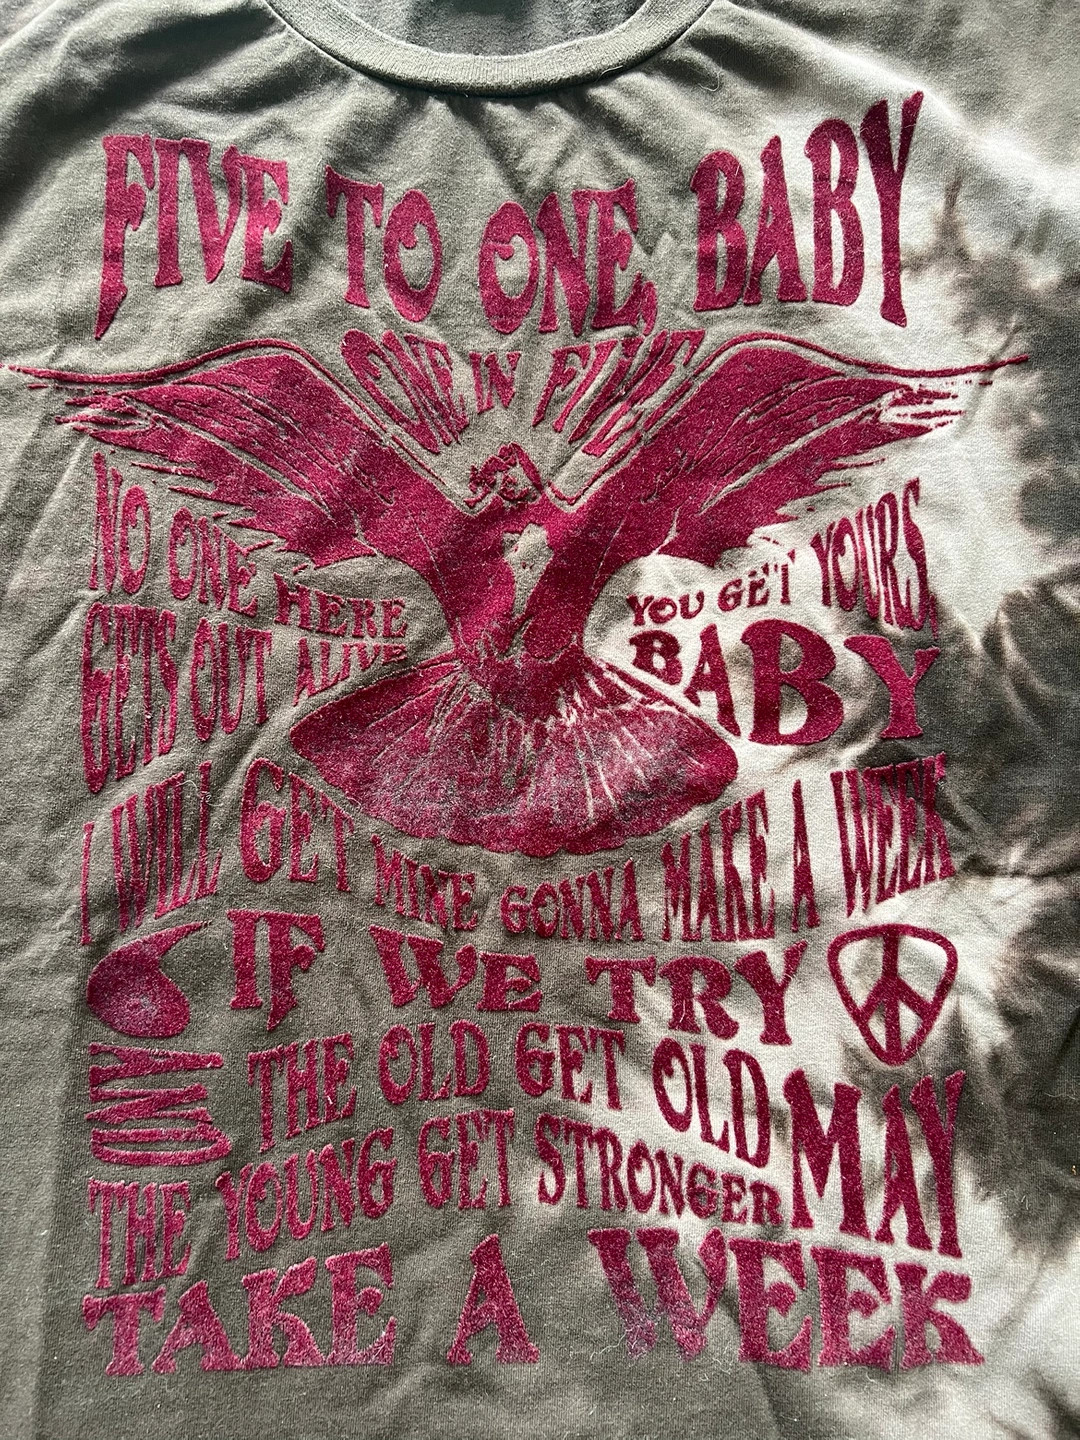 FIVE TO ONE, BABY
ONE IN FIVE
NO ONE HERE
GETS OUT ALIVE
YOU GET YOURS,
BABY
I WILL GET MINE GONNA MAKE A WEEK
IF WE TRY
AND THE OLD GET OLD
THE YOUNG GET STRONGER MAY
TAKE A WEEK